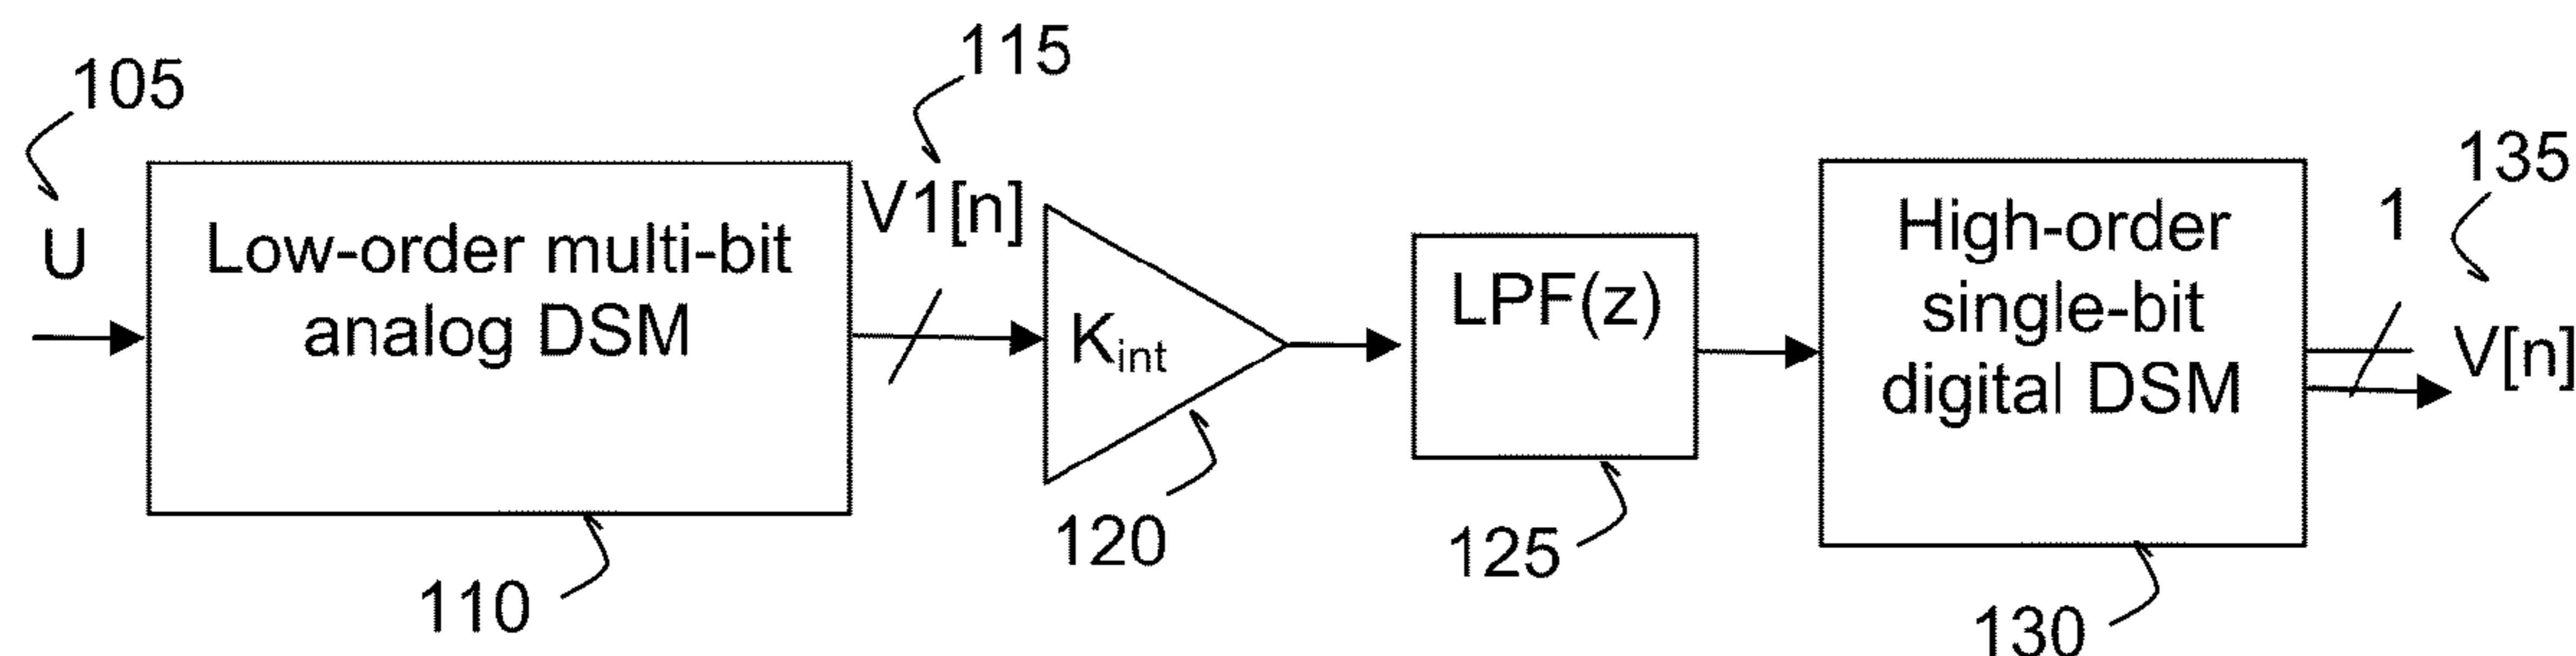 105
U
Low-order multi-bit
analog DSM
110
115
V1[n]
K_int
120
LPF(z)
125
High-order
single-bit
digital DSM
130
1
135
V[n]